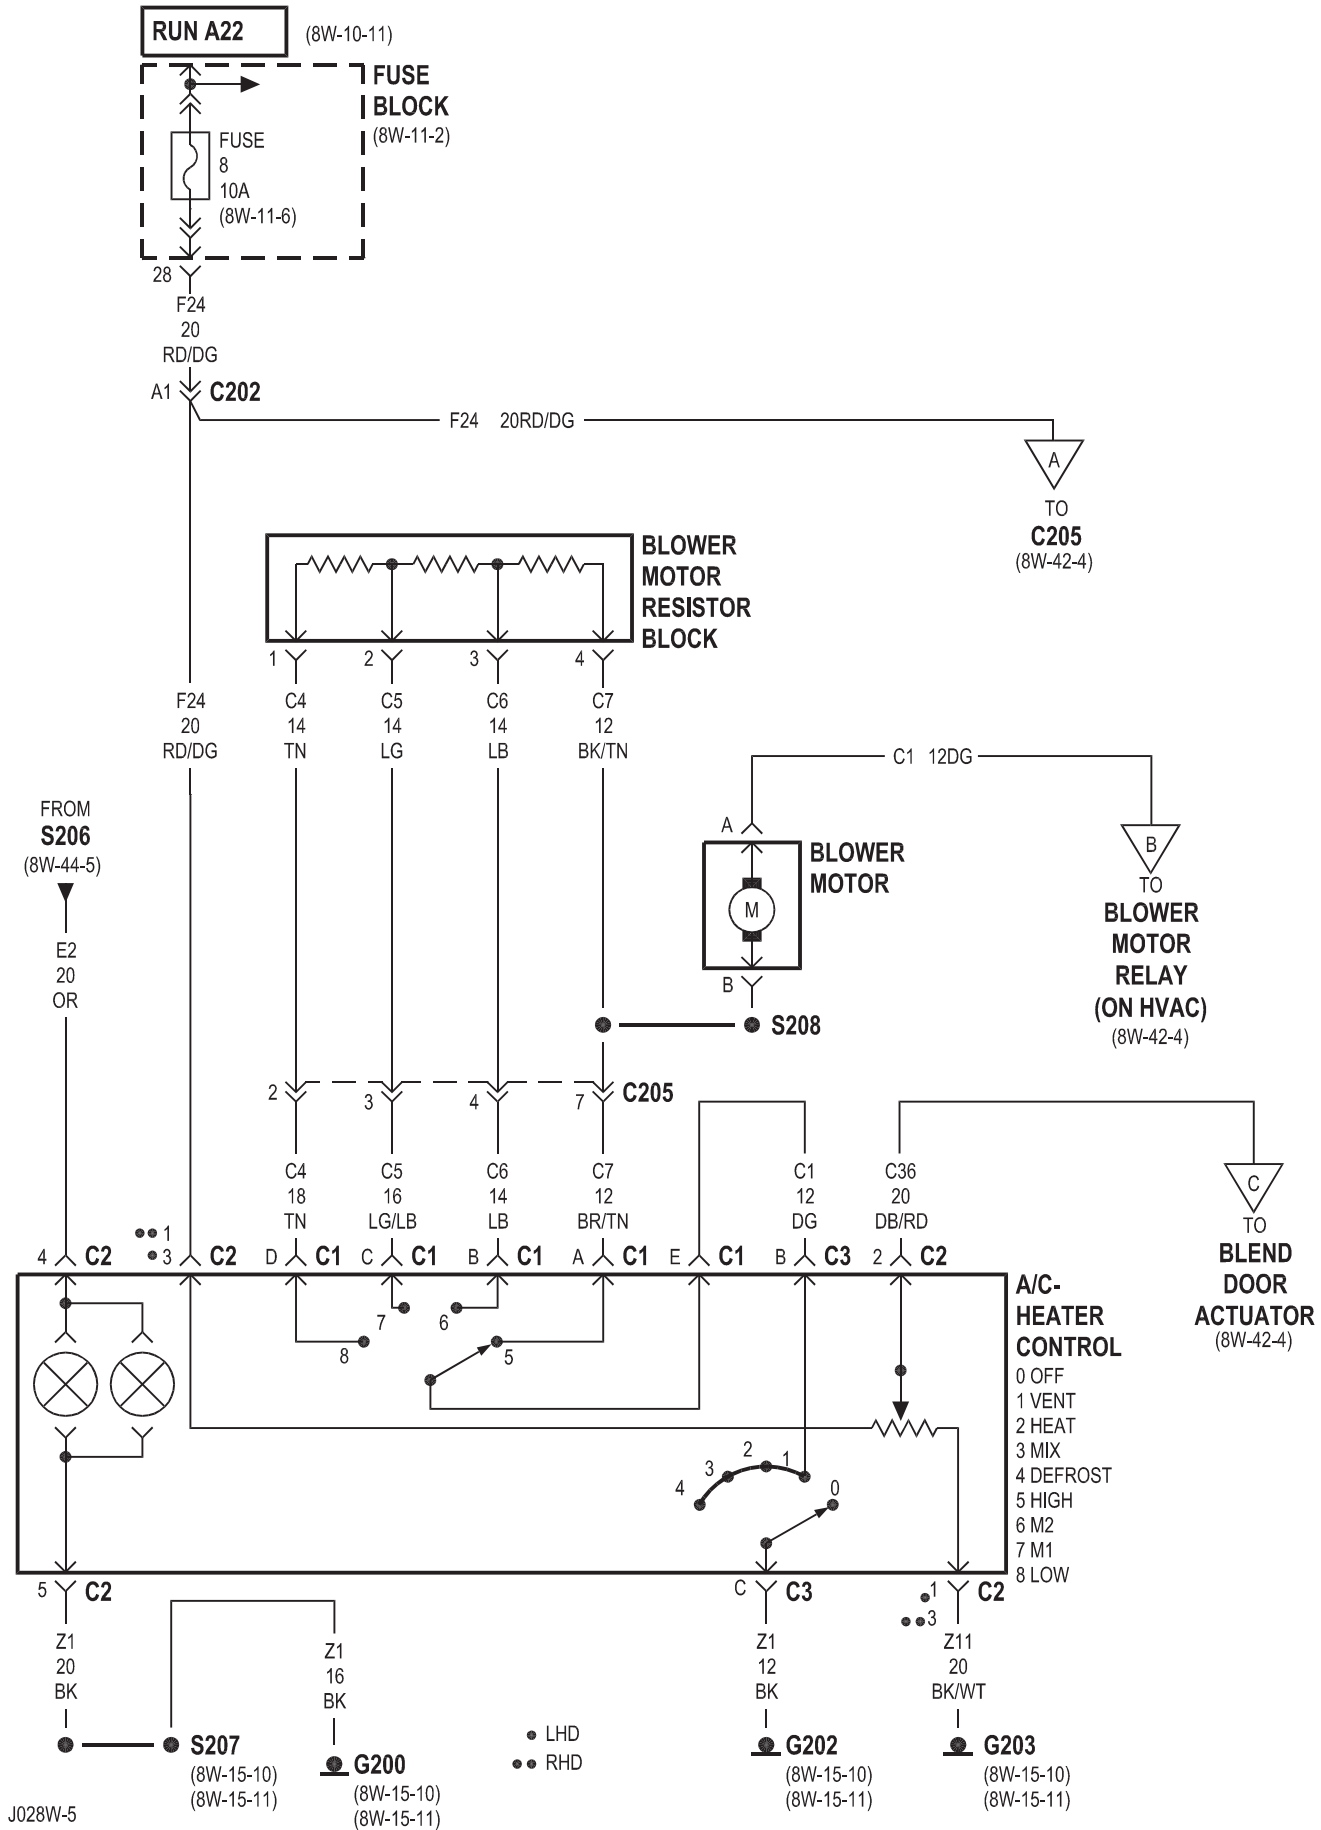 RUN A22
(8W-10-11)
FUSE
BLOCK
(8W-11-2)
FUSE
8
10A
(8W-11-6)
28
F24
20
RD/DG
A1
C202
F24 20RD/DG
A
TO
C205
(8W-42-4)
BLOWER
MOTOR
RESISTOR
BLOCK
1
2
3
4
F24
20
RD/DG
C4
14
TN
C5
14
LG
C6
14
LB
C7
12
BK/TN
C1 12DG
FROM
S206
(8W-44-5)
E2
20
OR
A
BLOWER
MOTOR
M
B
S208
B
TO
BLOWER
MOTOR
RELAY
(ON HVAC)
(8W-42-4)
2
3
4
7
C205
C4
18
TN
C5
16
LG/LB
C6
14
LB
C7
12
BR/TN
C1
12
DG
C36
20
DB/RD
C
TO
BLEND
DOOR
ACTUATOR
(8W-42-4)
4 C2
1
3 C2
D C1
C C1
B C1
A C1
E C1
B C3
2 C2
7
6
8
5
4
3
2
1
0
A/C-
HEATER
CONTROL
0 OFF
1 VENT
2 HEAT
3 MIX
4 DEFROST
5 HIGH
6 M2
7 M1
8 LOW
5 C2
C C3
1
3
C2
Z1
20
BK
Z1
16
BK
Z1
12
BK
Z11
20
BK/WT
S207
(8W-15-10)
(8W-15-11)
G200
(8W-15-10)
(8W-15-11)
LHD
RHD
G202
(8W-15-10)
(8W-15-11)
G203
(8W-15-10)
(8W-15-11)
J028W-5